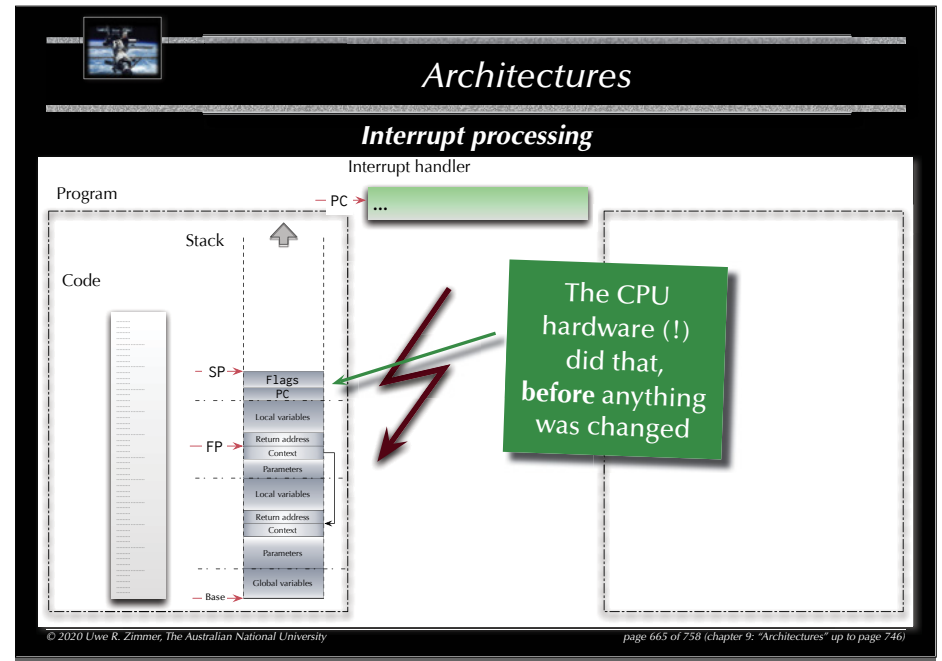 Architectures
Interrupt processing
Interrupt handler
Program
PC
...
Stack
Code
The CPU
hardware (!)
did that,
before anything
was changed
SP
Flags
PC
Local variables
Return address
FP
Context
Parameters
Local variables
Return address
Context
Parameters
Global variables
Base
© 2020 Uwe R. Zimmer, The Australian National University
page 665 of 758 (chapter 9: "Architectures" up to page 746)